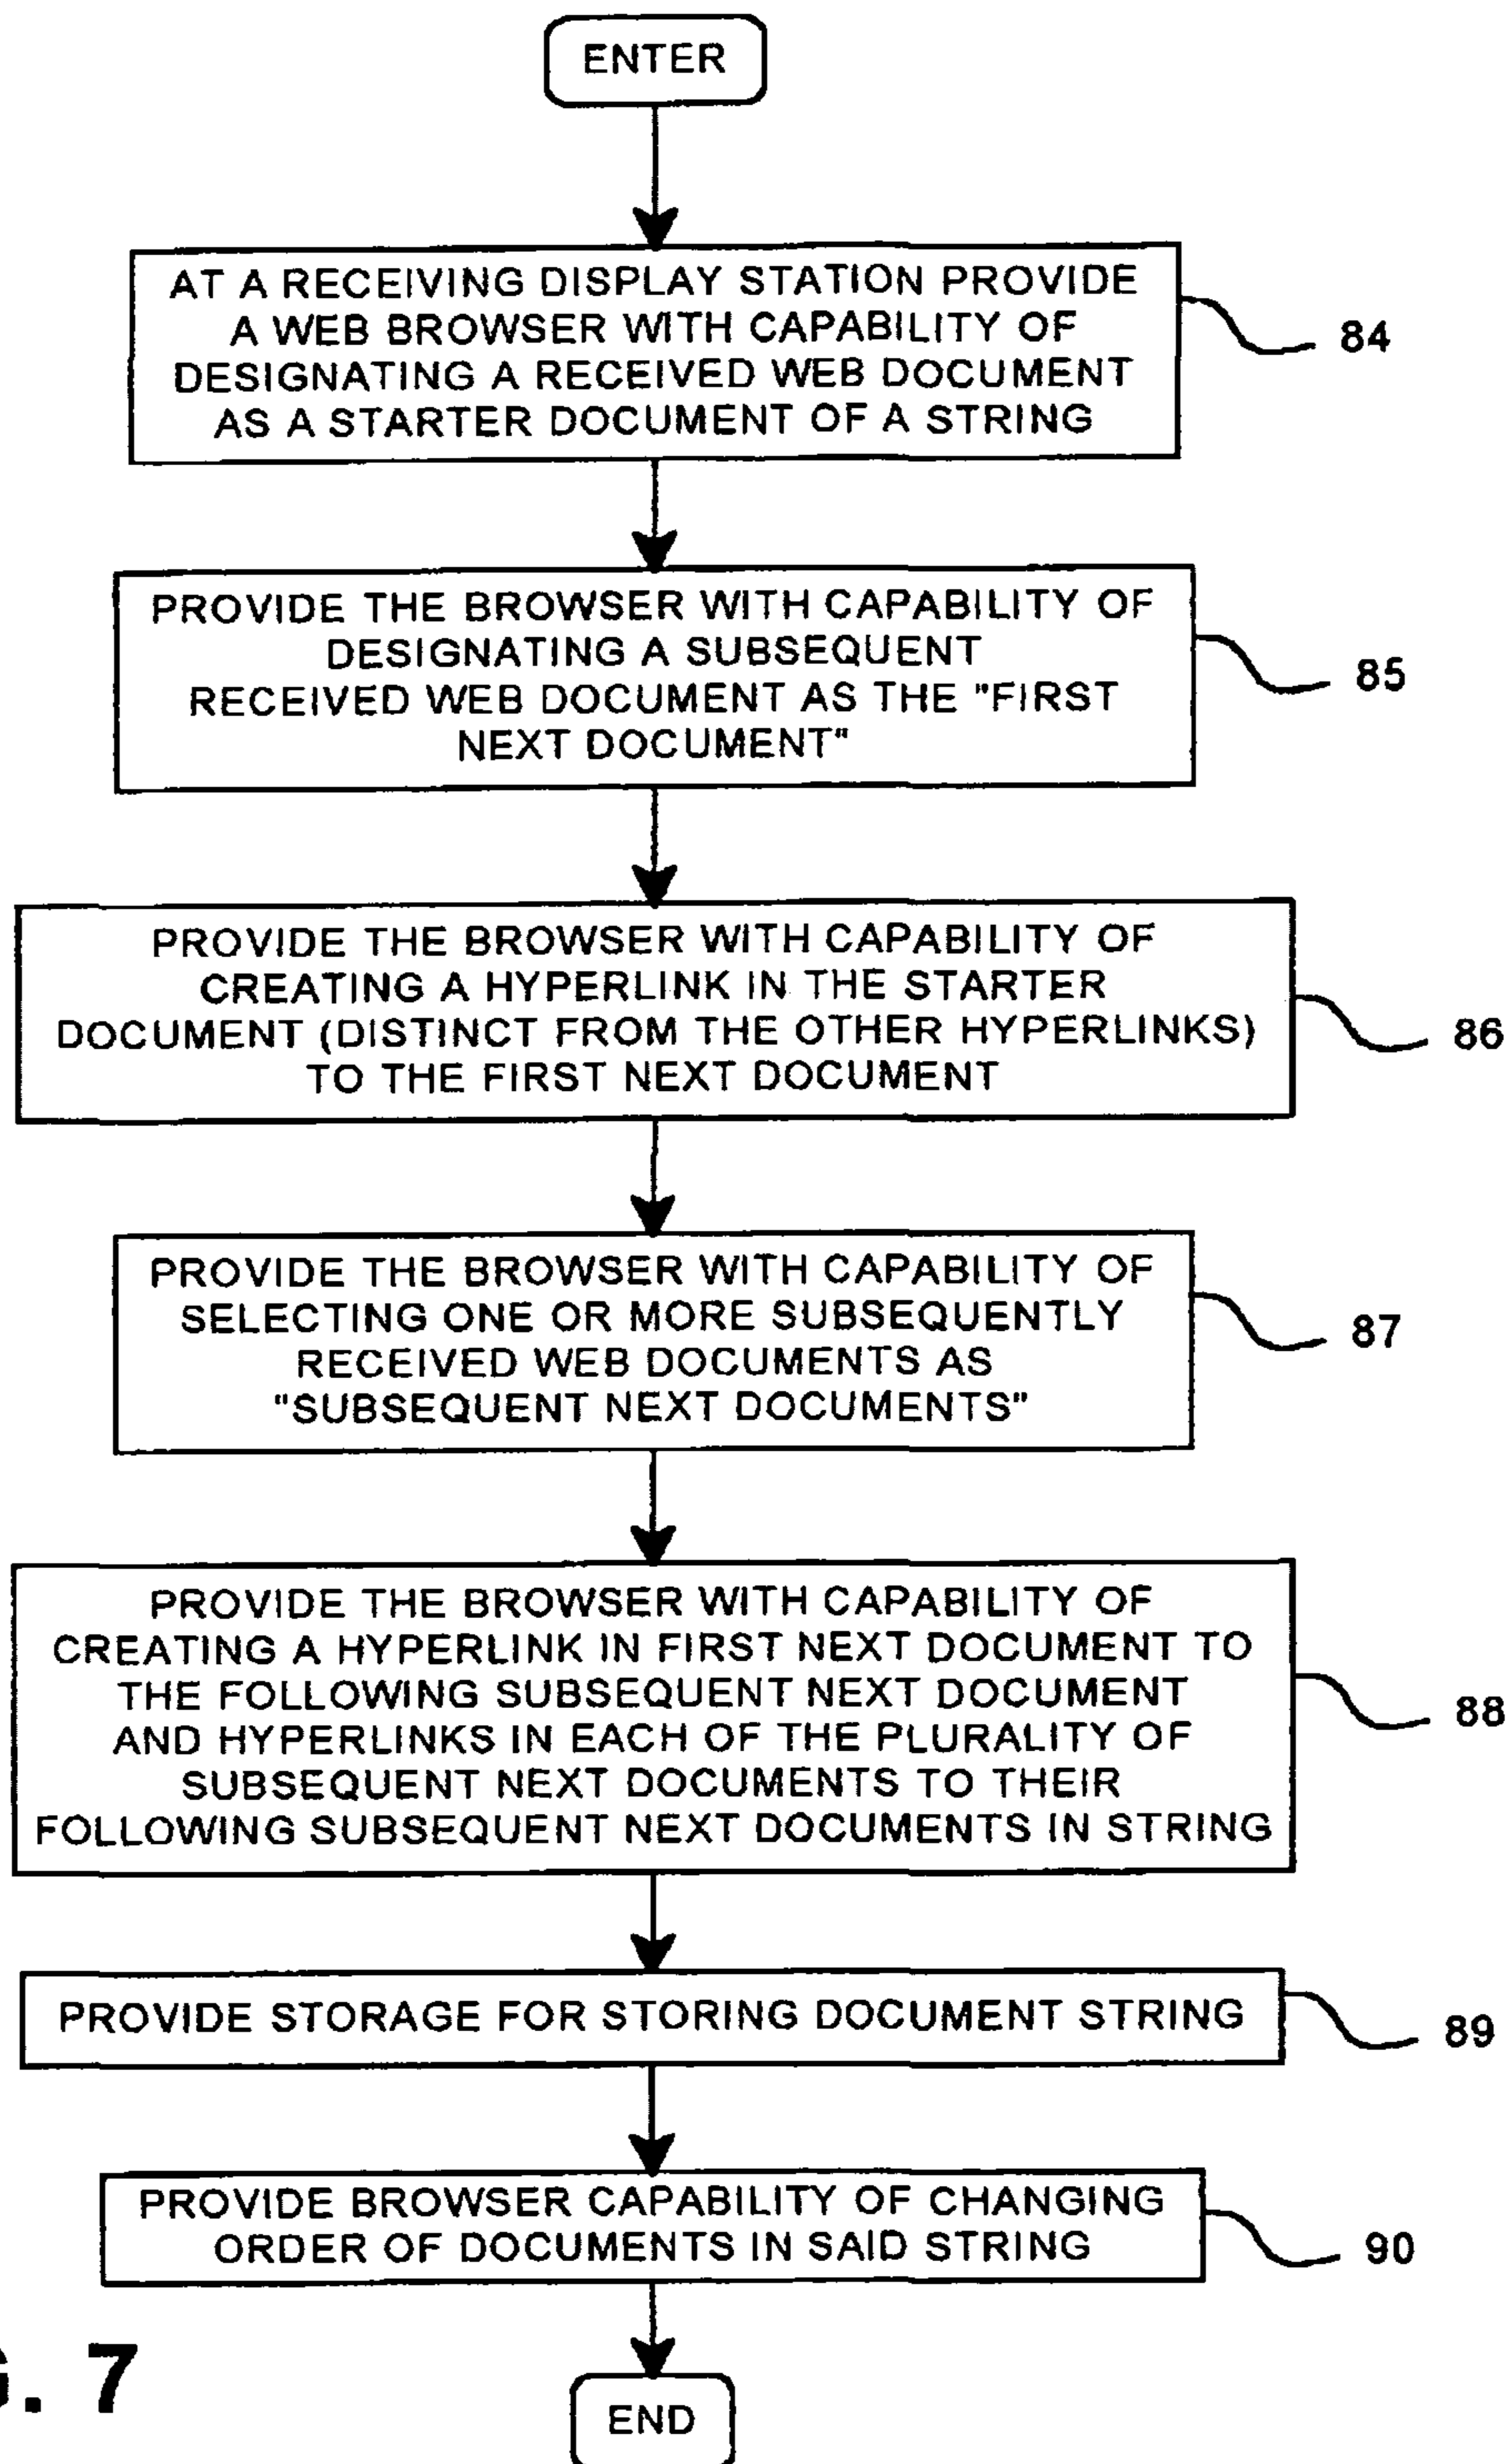 ENTER
AT A RECEIVING DISPLAY STATION PROVIDE
A WEB BROWSER WITH CAPABILITY OF
DESIGNATING A RECEIVED WEB DOCUMENT
AS A STARTER DOCUMENT OF A STRING
84
PROVIDE THE BROWSER WITH CAPABILITY OF
DESIGNATING A SUBSEQUENT
RECEIVED WEB DOCUMENT AS THE "FIRST
NEXT DOCUMENT"
85
PROVIDE THE BROWSER WITH CAPABILITY OF
CREATING A HYPERLINK IN THE STARTER
DOCUMENT (DISTINCT FROM THE OTHER HYPERLINKS)
TO THE FIRST NEXT DOCUMENT
86
PROVIDE THE BROWSER WITH CAPABILITY OF
SELECTING ONE OR MORE SUBSEQUENTLY
RECEIVED WEB DOCUMENTS AS
"SUBSEQUENT NEXT DOCUMENTS"
87
PROVIDE THE BROWSER WITH CAPABILITY OF
CREATING A HYPERLINK IN FIRST NEXT DOCUMENT TO
THE FOLLOWING SUBSEQUENT NEXT DOCUMENT
AND HYPERLINKS IN EACH OF THE PLURALITY OF
SUBSEQUENT NEXT DOCUMENTS TO THEIR
FOLLOWING SUBSEQUENT NEXT DOCUMENTS IN STRING
88
PROVIDE STORAGE FOR STORING DOCUMENT STRING
89
PROVIDE BROWSER CAPABILITY OF CHANGING
ORDER OF DOCUMENTS IN SAID STRING
90
G. 7
END